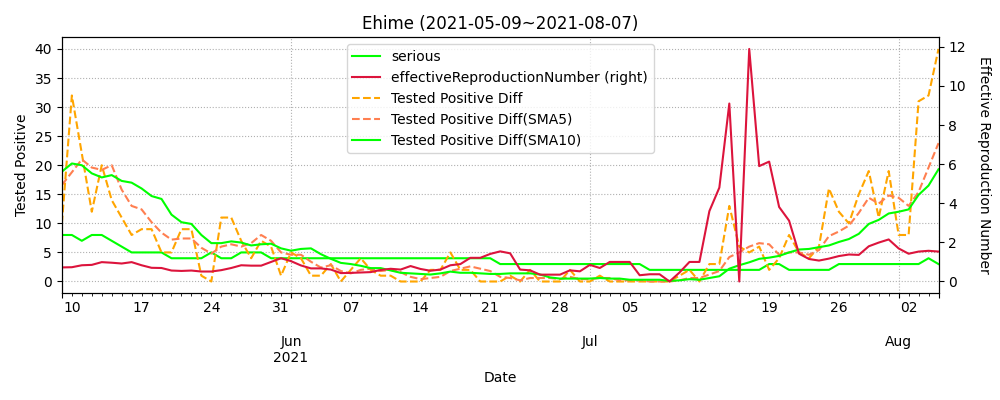 Ehime (2021-05-09~2021-08-07)
serious
effectiveReproductionNumber (right)
Tested Positive Diff
Tested Positive Diff(SMA5)
Tested Positive Diff(SMA10)
Tested Positive
40
35
30
25
20
15
10
5
0
Effective Reproduction Number
12
10
8
6
4
2
0
10 17 24 31 07 14 21 28 05 12 19 26 02
Jun Jul Aug
2021
Date